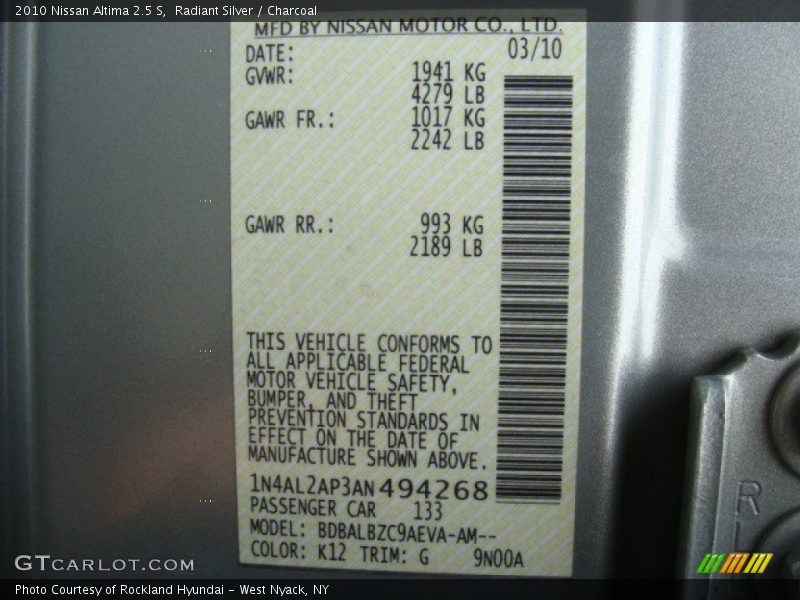 2010 Nissan Altima 2.5 S,  Radiant Silver / Charcoal
MFD BY NISSAN MOTOR CO., LTD.
DATE: 03/10
GVWR: 1941 KG
4279 LB
GAWR FR.: 1017 KG
2242 LB
GAWR RR.: 993 KG
2189 LB
THIS VEHICLE CONFORMS TO
ALL APPLICABLE FEDERAL
MOTOR VEHICLE SAFETY,
BUMPER, AND THEFT
PREVENTION STANDARDS IN
EFFECT ON THE DATE OF
MANUFACTURE SHOWN ABOVE.
1N4AL2AP3AN494268
PASSENGER CAR 133
MODEL: BDBALBZC9AEVA-AM--
COLOR: K12 TRIM: G 9N00A
R
L
GTCARLOT.COM
Photo Courtesy of Rockland Hyundai - West Nyack, NY